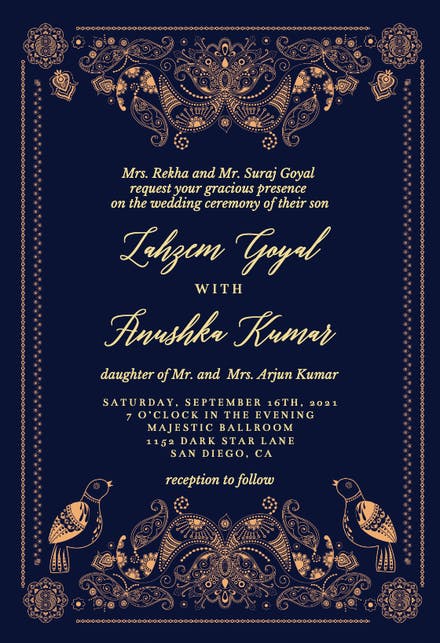 Mrs. Rekha and Mr. Suraj Goyal
request your gracious presence
on the wedding ceremony of their son
Lahzem Goyal
WITH
Anushka Kumar
daughter of Mr. and Mrs. Arjun Kumar
SATURDAY, SEPTEMBER 16TH, 2021
7 O'CLOCK IN THE EVENING
MAJESTIC BALLROOM
1152 DARK STAR LANE
SAN DIEGO, CA
reception to follow